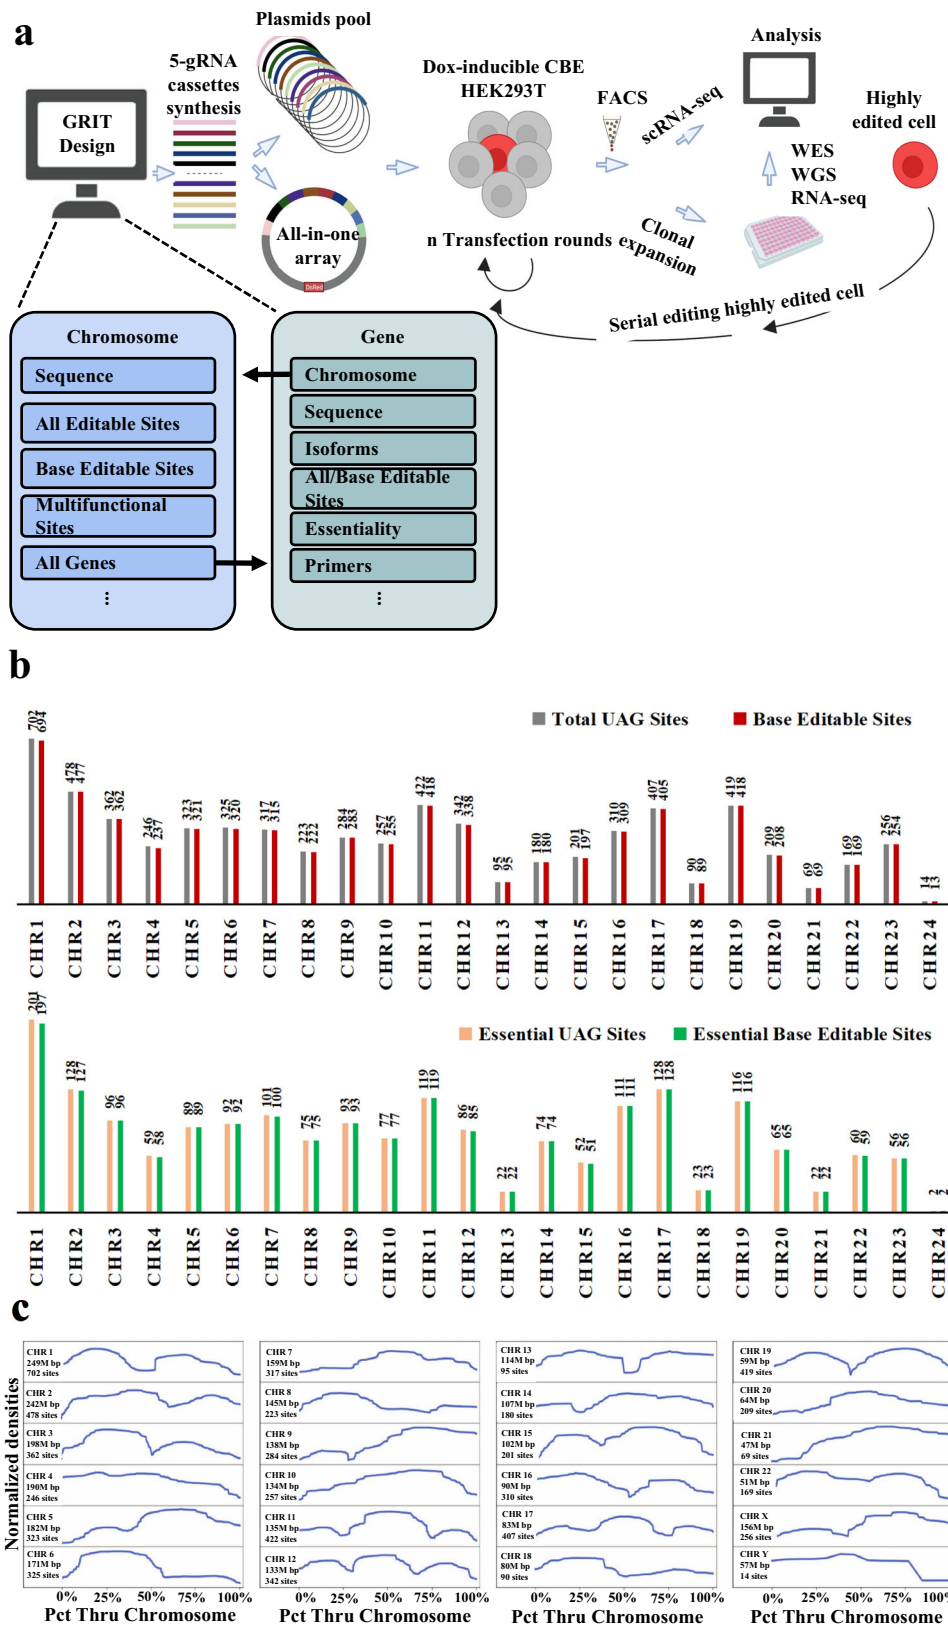 a
Plasmids pool
5-gRNA
cassettes
synthesis
GRIT
Design
All-in-one
array
DsRed
Dox-inducible CBE
HEK293T
n Transfection rounds
FACS
scRNA-seq
Clonal
expansion
Analysis
WES
WGS
RNA-seq
Highly
edited cell
Serial editing highly edited cell
Chromosome
Sequence
All Editable Sites
Base Editable Sites
Multifunctional
Sites
All Genes
⋮
Gene
Chromosome
Sequence
Isoforms
All/Base Editable
Sites
Essentiality
Primers
⋮
b
Total UAG Sites
Base Editable Sites
702 694
478 477
362 362
246 237
323 321
325 320
317 315
223 222
284 283
257 255
422 418
342 338
95 95
180 180
201 197
310 309
407 405
90 89
419 418
209 208
69 69
169 169
256 254
14 13
CHR1 CHR2 CHR3 CHR4 CHR5 CHR6 CHR7 CHR8 CHR9 CHR10 CHR11 CHR12 CHR13 CHR14 CHR15 CHR16 CHR17 CHR18 CHR19 CHR20 CHR21 CHR22 CHR23 CHR24
Essential UAG Sites
Essential Base Editable Sites
201 197
128 127
96 96
59 58
89 89
92 92
101 100
75 75
93 93
77 77
119 119
86 85
22 22
74 74
52 51
111 111
128 128
23 23
116 116
65 65
22 22
60 59
56 56
2 2
CHR1 CHR2 CHR3 CHR4 CHR5 CHR6 CHR7 CHR8 CHR9 CHR10 CHR11 CHR12 CHR13 CHR14 CHR15 CHR16 CHR17 CHR18 CHR19 CHR20 CHR21 CHR22 CHR23 CHR24
c
Normalized densities
CHR 1
249M bp
702 sites
CHR 2
242M bp
478 sites
CHR 3
198M bp
362 sites
CHR 4
190M bp
246 sites
CHR 5
182M bp
323 sites
CHR 6
171M bp
325 sites
0% 25% 50% 75% 100%
Pct Thru Chromosome
CHR 7
159M bp
317 sites
CHR 8
145M bp
223 sites
CHR 9
138M bp
284 sites
CHR 10
134M bp
257 sites
CHR 11
135M bp
422 sites
CHR 12
133M bp
342 sites
0% 25% 50% 75% 100%
Pct Thru Chromosome
CHR 13
114M bp
95 sites
CHR 14
107M bp
180 sites
CHR 15
102M bp
201 sites
CHR 16
90M bp
310 sites
CHR 17
83M bp
407 sites
CHR 18
80M bp
90 sites
0% 25% 50% 75% 100%
Pct Thru Chromosome
CHR 19
59M bp
419 sites
CHR 20
64M bp
209 sites
CHR 21
47M bp
69 sites
CHR 22
51M bp
169 sites
CHR X
156M bp
256 sites
CHR Y
57M bp
14 sites
0% 25% 50% 75% 100%
Pct Thru Chromosome